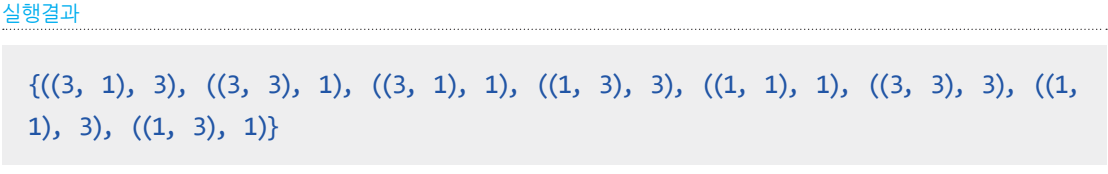 실행결과
{((3, 1), 3), ((3, 3), 1), ((3, 1), 1), ((1, 3), 3), ((1, 1), 1), ((3, 3), 3), ((1,
1), 3), ((1, 3), 1)}